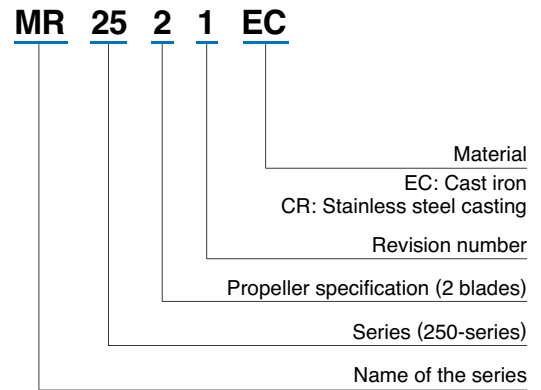 MR 25 2 1 EC
Material
EC: Cast iron
CR: Stainless steel casting
Revision number
Propeller specification (2 blades)
Series (250-series)
Name of the series